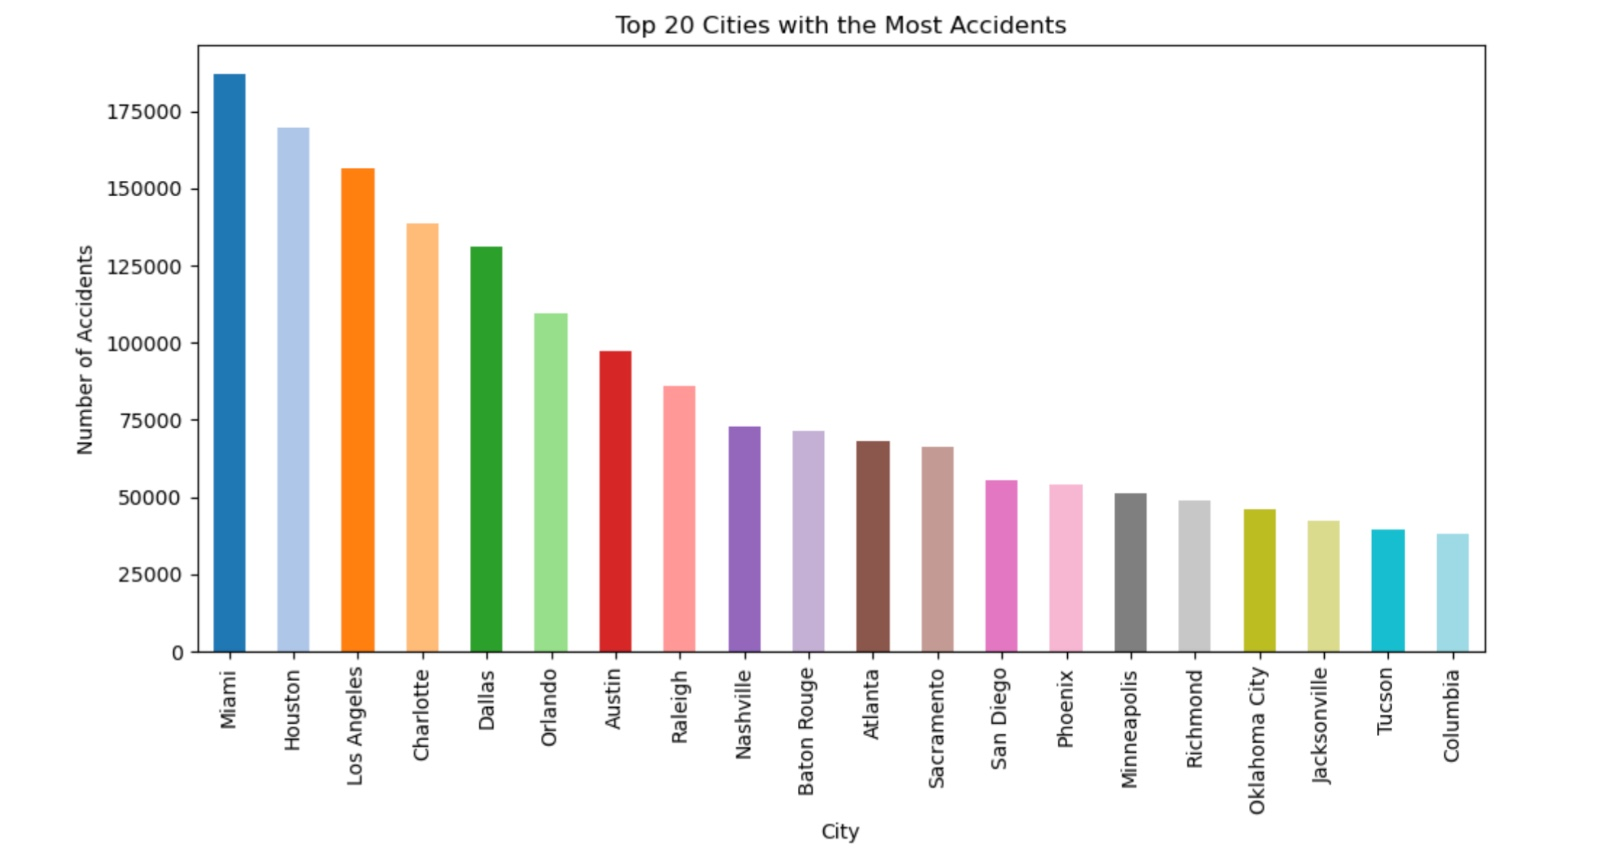 Top 20 Cities with the Most Accidents
Number of Accidents
175000
150000
125000
100000
75000
50000
25000
0
Miami
Houston
Los Angeles
Charlotte
Dallas
Orlando
Austin
Raleigh
Nashville
Baton Rouge
Atlanta
Sacramento
San Diego
Phoenix
Minneapolis
Richmond
Oklahoma City
Jacksonville
Tucson
Columbia
City